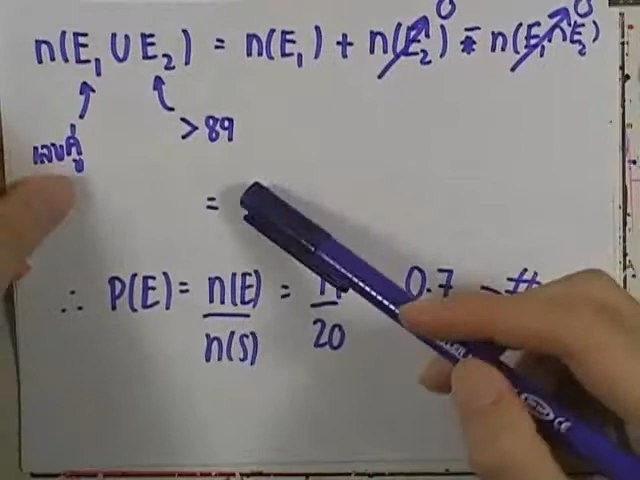 n(E₁ ∪ E₂) = n(E₁) + n(E₂) - n(E₁∩E₂)
0 0
> 89
เลขคู่
=
∴ P(E) = n(E) = 0.7 #
n(S) 20